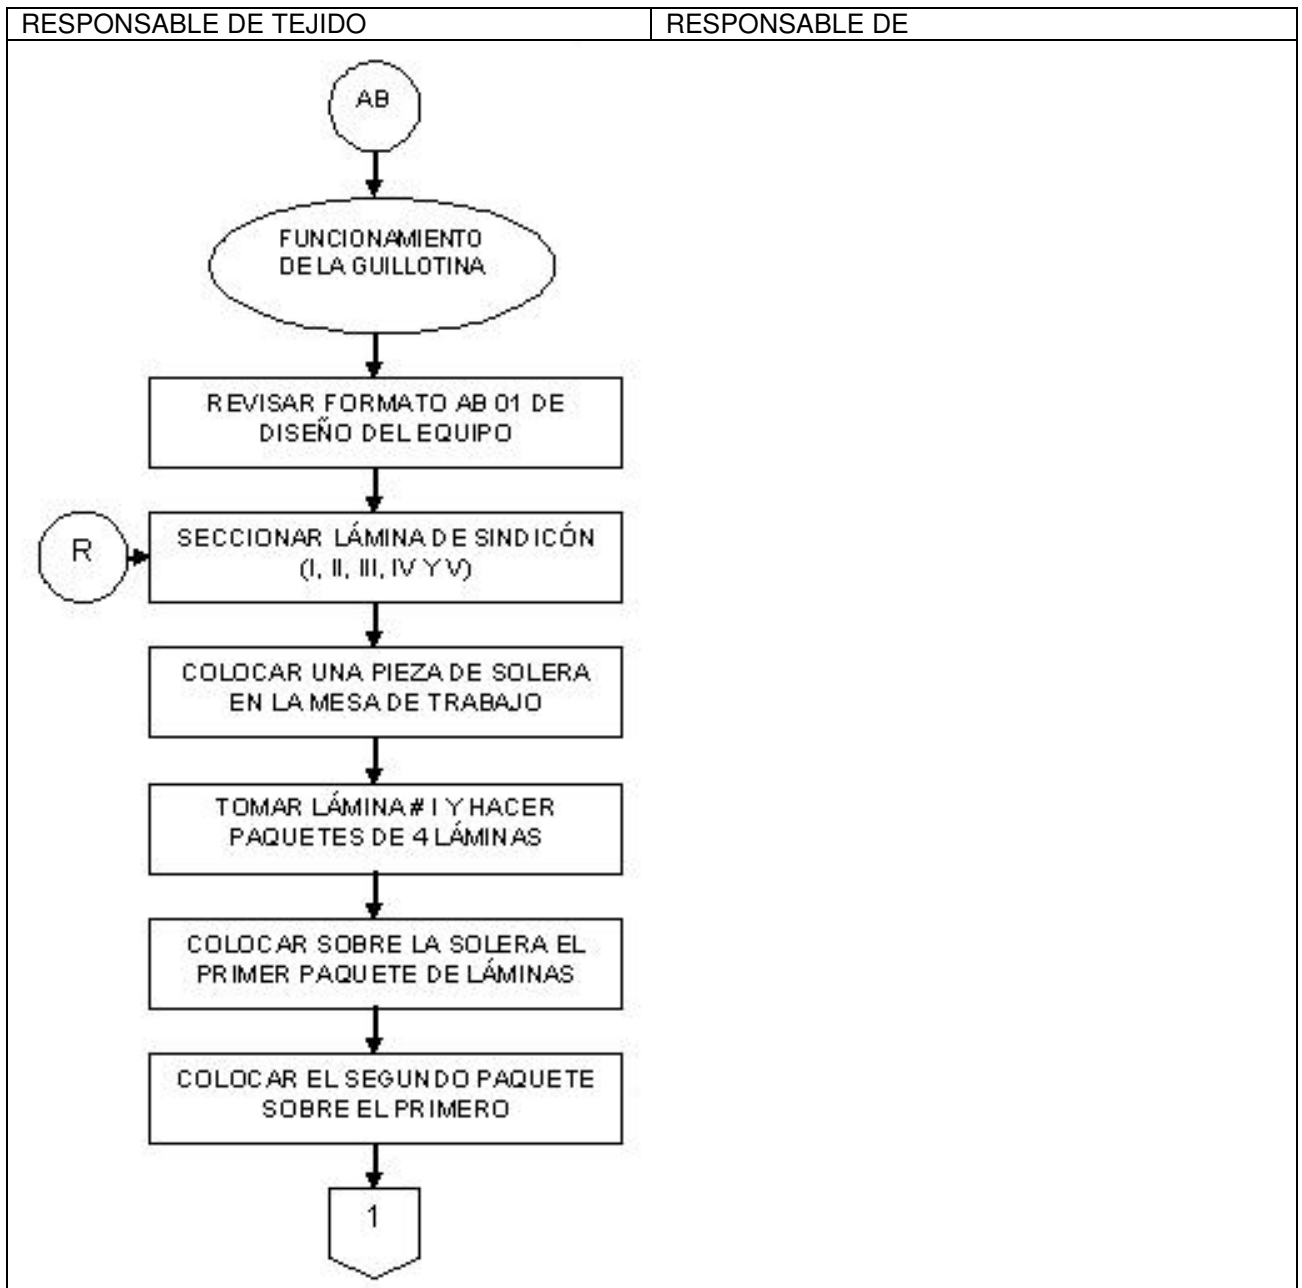 RESPONSABLE DE TEJIDO
RESPONSABLE DE
AB
FUNCIONAMIENTO
DE LA GUILLOTINA
REVISAR FORMATO AB 01 DE
DISEÑO DEL EQUIPO
R
SECCIONAR LÁMINA DE SINDICÓN
(I, II, III, IV Y V)
COLOCAR UNA PIEZA DE SOLERA
EN LA MESA DE TRABAJO
TOMAR LÁMINA # I Y HACER
PAQUETES DE 4 LÁMINAS
COLOCAR SOBRE LA SOLERA EL
PRIMER PAQUETE DE LÁMINAS
COLOCAR EL SEGUNDO PAQUETE
SOBRE EL PRIMERO
1